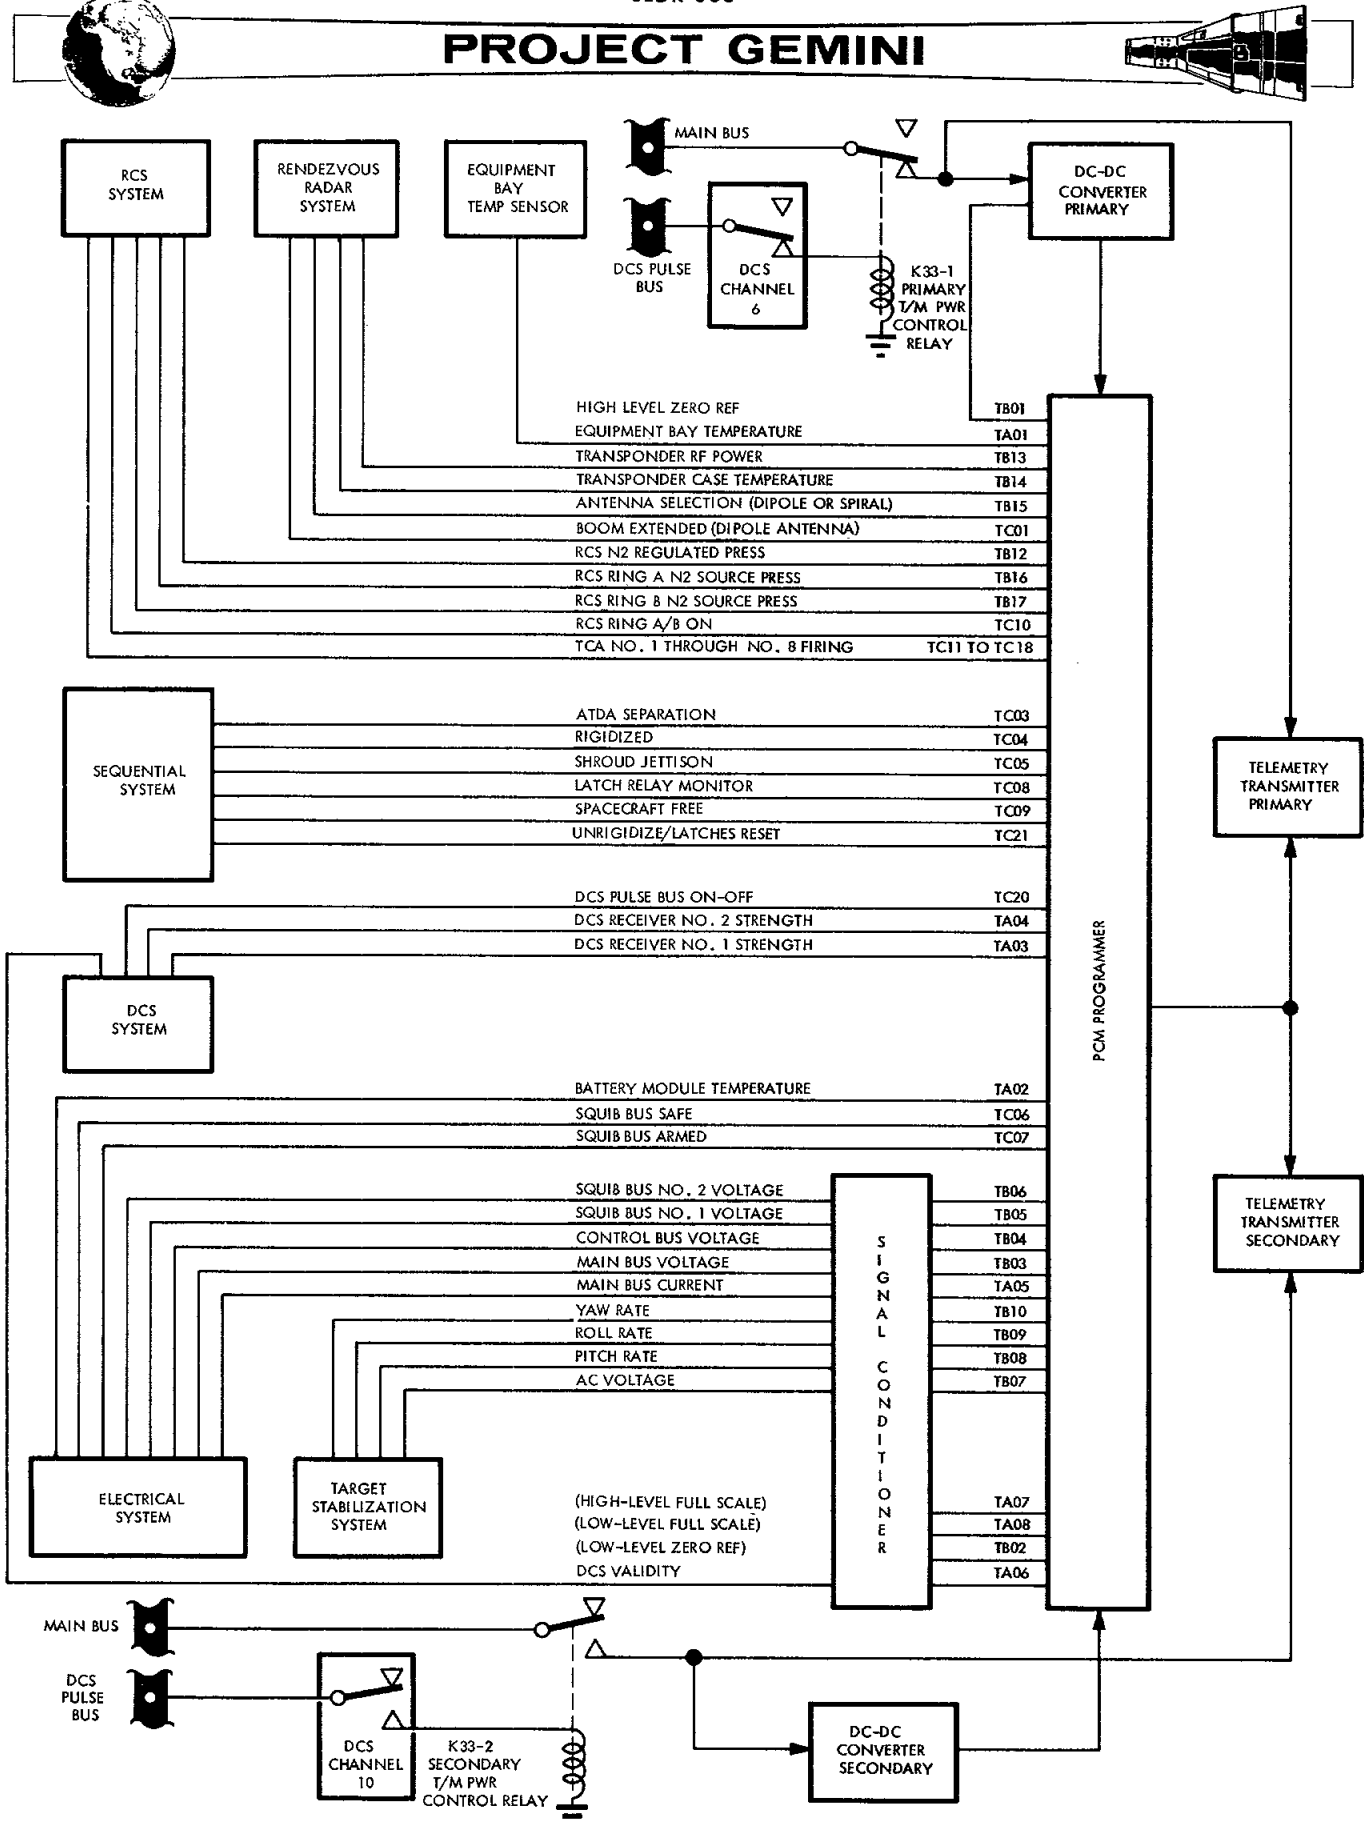 PROJECT GEMINI
RCS
SYSTEM
RENDEZVOUS
RADAR
SYSTEM
EQUIPMENT
BAY
TEMP SENSOR
MAIN BUS
DCS PULSE
BUS
DCS
CHANNEL
6
K33-1
PRIMARY
T/M PWR
CONTROL
RELAY
DC-DC
CONVERTER
PRIMARY
HIGH LEVEL ZERO REF TB01
EQUIPMENT BAY TEMPERATURE TA01
TRANSPONDER RF POWER TB13
TRANSPONDER CASE TEMPERATURE TB14
ANTENNA SELECTION (DIPOLE OR SPIRAL) TB15
BOOM EXTENDED (DIPOLE ANTENNA) TC01
RCS N2 REGULATED PRESS TB12
RCS RING A N2 SOURCE PRESS TB16
RCS RING B N2 SOURCE PRESS TB17
RCS RING A/B ON TC10
TCA NO. 1 THROUGH NO. 8 FIRING TC11 TO TC18
SEQUENTIAL
SYSTEM
ATDA SEPARATION TC03
RIGIDIZED TC04
SHROUD JETTISON TC05
LATCH RELAY MONITOR TC08
SPACECRAFT FREE TC09
UNRIGIDIZE/LATCHES RESET TC21
TELEMETRY
TRANSMITTER
PRIMARY
DCS PULSE BUS ON-OFF TC20
DCS RECEIVER NO. 2 STRENGTH TA04
DCS RECEIVER NO. 1 STRENGTH TA03
DCS
SYSTEM
PCM PROGRAMMER
BATTERY MODULE TEMPERATURE TA02
SQUIB BUS SAFE TC06
SQUIB BUS ARMED TC07
SQUIB BUS NO. 2 VOLTAGE TB06
SQUIB BUS NO. 1 VOLTAGE TB05
CONTROL BUS VOLTAGE TB04
MAIN BUS VOLTAGE TB03
MAIN BUS CURRENT TA05
YAW RATE TB10
ROLL RATE TB09
PITCH RATE TB08
AC VOLTAGE TB07
SIGNAL CONDITIONER
TELEMETRY
TRANSMITTER
SECONDARY
ELECTRICAL
SYSTEM
TARGET
STABILIZATION
SYSTEM
(HIGH-LEVEL FULL SCALE) TA07
(LOW-LEVEL FULL SCALE) TA08
(LOW-LEVEL ZERO REF) TB02
DCS VALIDITY TA06
MAIN BUS
DCS
PULSE
BUS
DCS
CHANNEL
10
K33-2
SECONDARY
T/M PWR
CONTROL RELAY
DC-DC
CONVERTER
SECONDARY